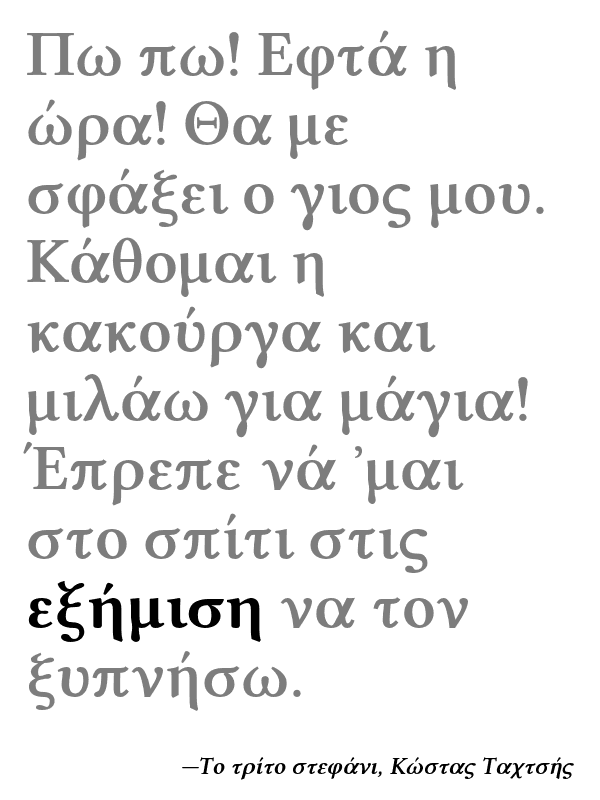 Πω πω! Εφτά η
ώρα! Θα με
σφάξει ο γιος μου.
Κάθομαι η
κακούργα και
μιλάω για μάγια!
Έπρεπε νά ’μαι
στο σπίτι στις
εξήμιση να τον
ξυπνήσω.
—Το τρίτο στεφάνι, Κώστας Ταχτσής